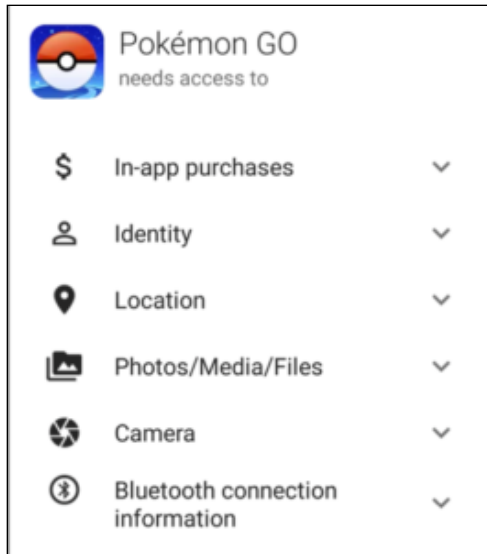 Pokémon GO
needs access to
$ In-app purchases
Identity
Location
Photos/Media/Files
Camera
Bluetooth connection
information